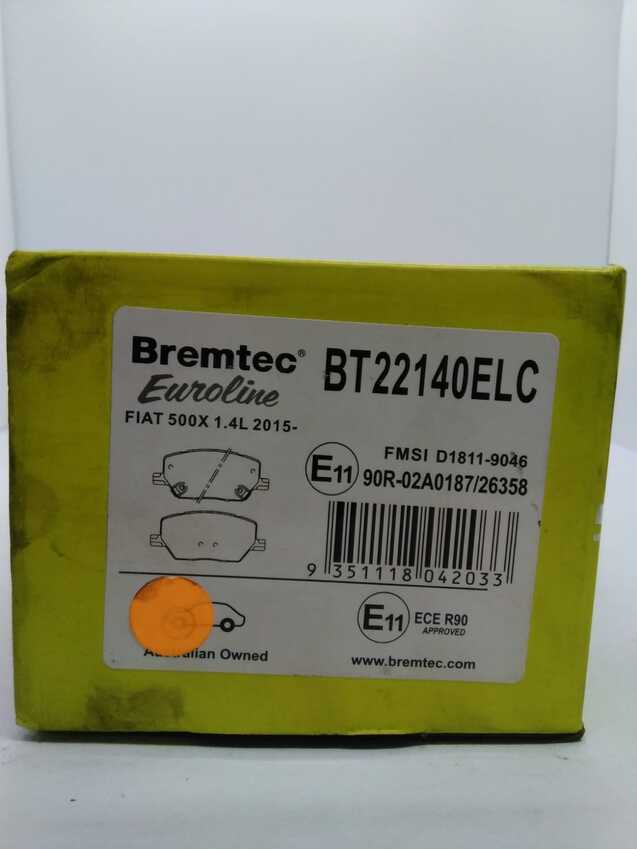 Bremtec®
Euroline
BT22140ELC
FIAT 500X 1.4L 2015-
FMSI D1811-9046
E11
90R-02A0187/26358
9 351118 042033
E11
ECE R90
APPROVED
Owned
www.bremtec.com